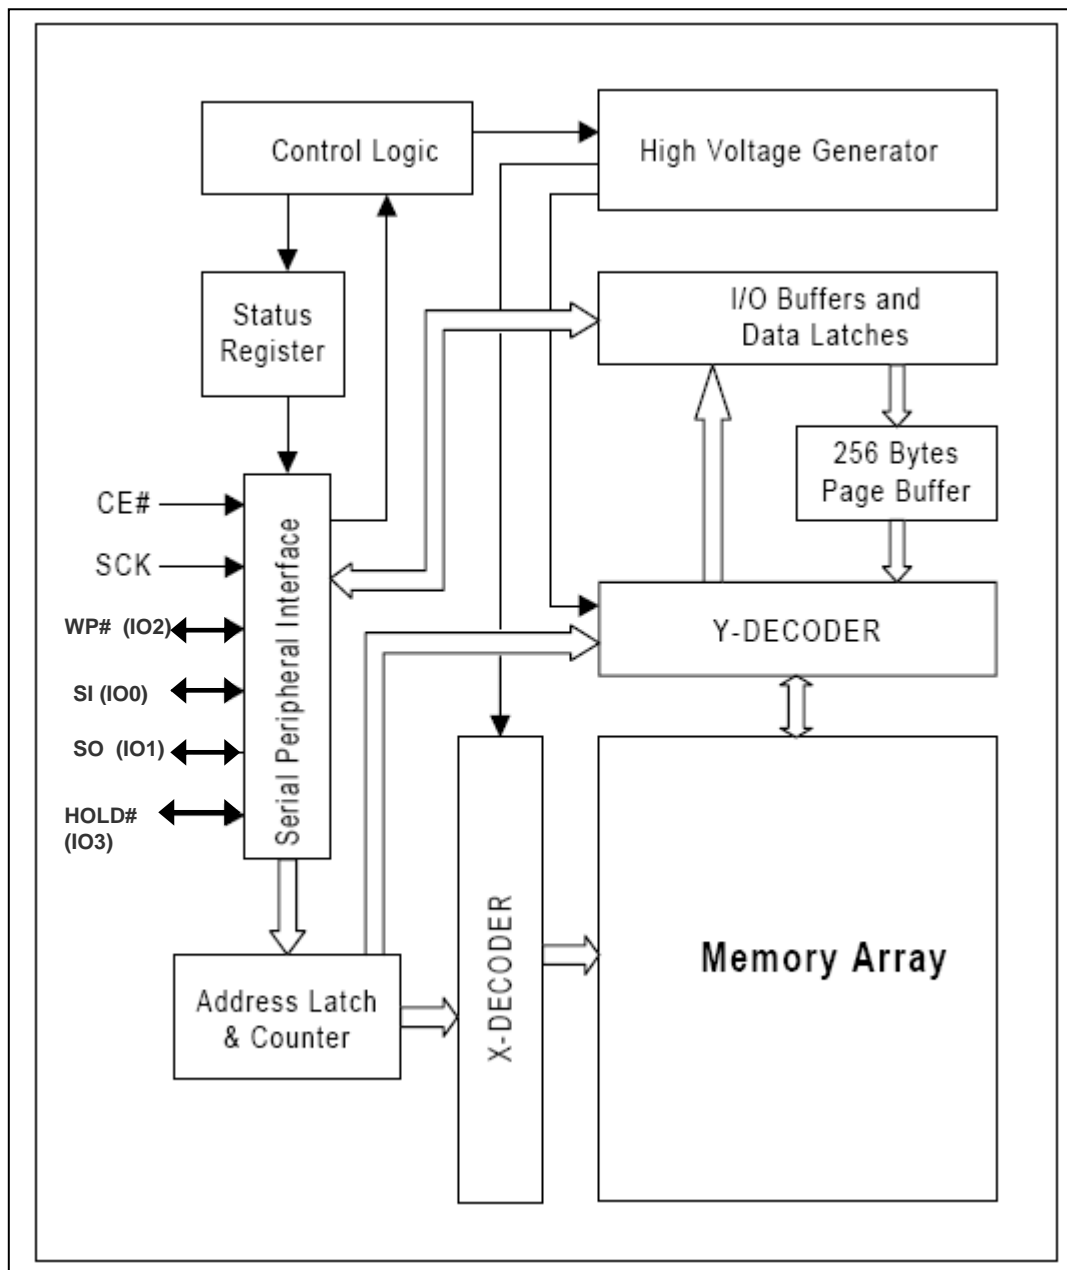 Control Logic
High Voltage Generator
Status
Register
I/O Buffers and
Data Latches
256 Bytes
Page Buffer
CE#
SCK
WP# (IO2)
SI (IO0)
SO (IO1)
HOLD#
(IO3)
Serial Peripheral Interface
Y-DECODER
X-DECODER
Memory Array
Address Latch
& Counter